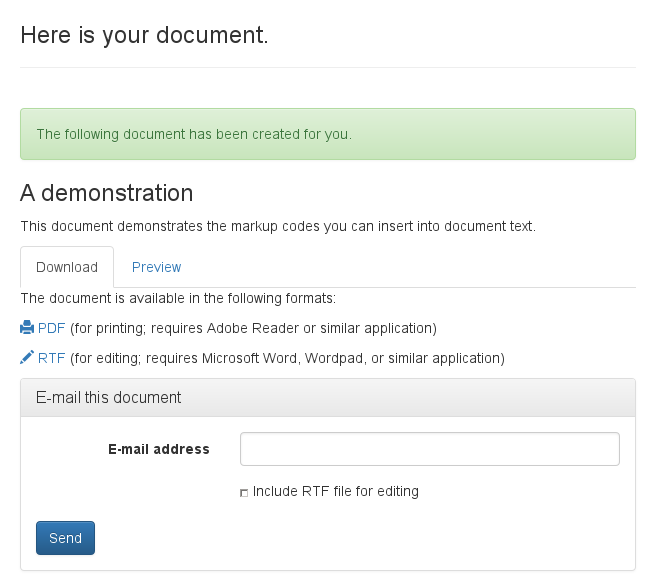 Here is your document.
The following document has been created for you.
A demonstration
This document demonstrates the markup codes you can insert into document text.
Download Preview
The document is available in the following formats:
PDF (for printing; requires Adobe Reader or similar application)
RTF (for editing; requires Microsoft Word, Wordpad, or similar application)
E-mail this document
E-mail address
Include RTF file for editing
Send